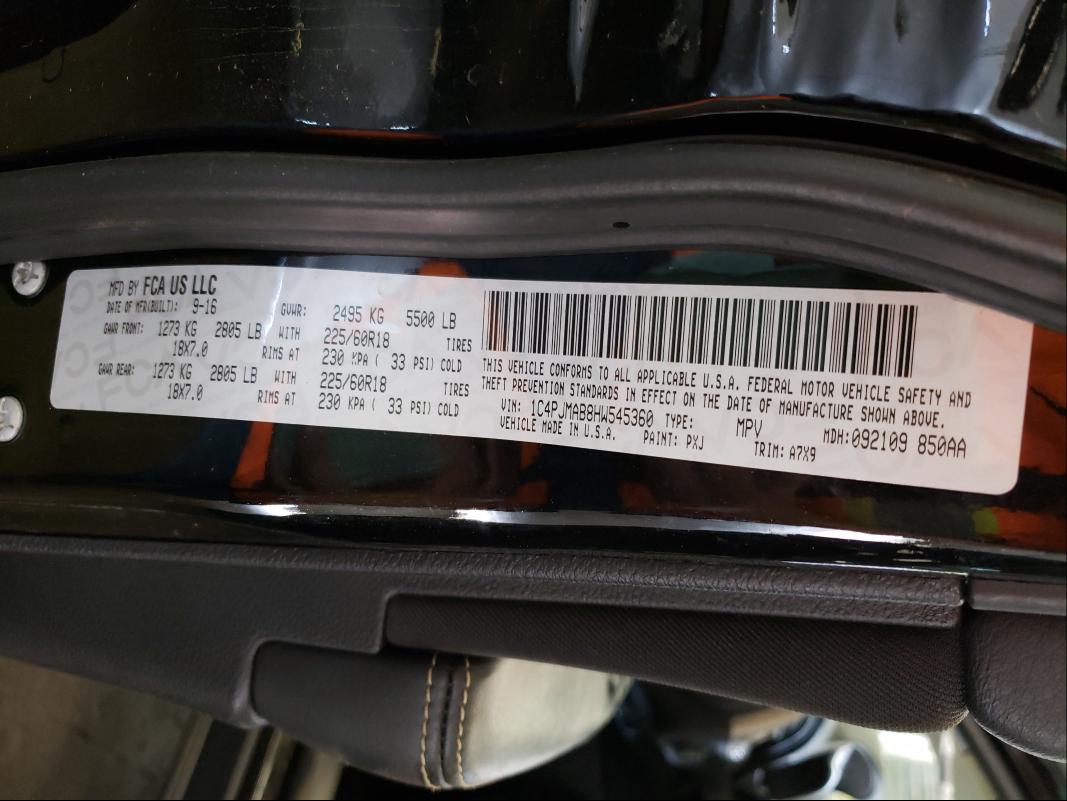 MFD BY FCA US LLC
DATE OF MFR(BUILT): 9-16 GVWR: 2495 KG 5500 LB
GAWR FRONT: 1273 KG 2805 LB WITH 225/60R18 TIRES
18X7.0 RIMS AT 230 KPA ( 33 PSI) COLD
GAWR REAR: 1273 KG 2805 LB WITH 225/60R18 TIRES
18X7.0 RIMS AT 230 KPA ( 33 PSI) COLD
THIS VEHICLE CONFORMS TO ALL APPLICABLE U.S.A. FEDERAL MOTOR VEHICLE SAFETY AND
THEFT PREVENTION STANDARDS IN EFFECT ON THE DATE OF MANUFACTURE SHOWN ABOVE.
VIN: 1C4PJMAB8HW545360 TYPE: MPV MDH:092109 850AA
VEHICLE MADE IN U.S.A. PAINT: PXJ TRIM: A7X9